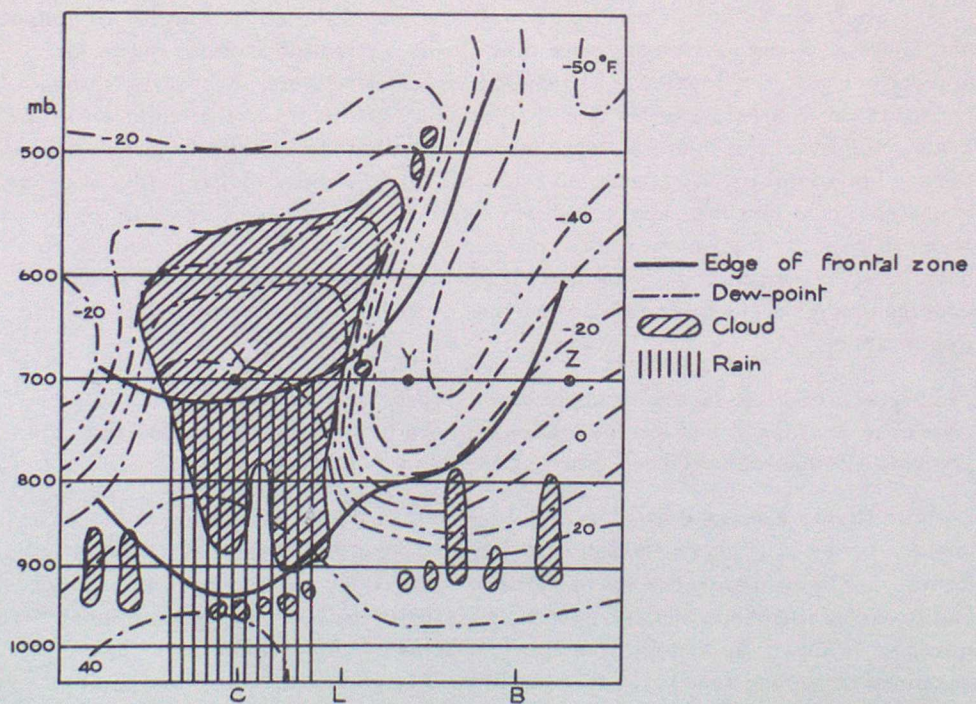 -50°F.
mb.
-20
500
-40
600
Edge of frontal zone
-20
Dew-point
-20
Cloud
Rain
X
Y
Z
700
0
800
20
900
1000
40
C
L
B